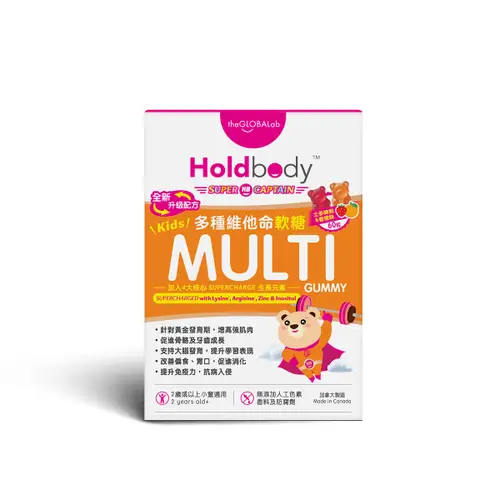 theGLOBALab
Holdbody™
SUPER HB CAPTAIN
全新
升級配方
Kids!
多種維他命軟糖
60粒
MULTI
GUMMY
加入4大核心 SUPERCHARGE 生長元素
SUPERCHARGED with Lysine, Arginine, Zinc & Inositol
• 針對黃金發育期，增高強肌肉
• 促進骨骼及牙齒成長
• 支持大腦發育，提升學習表現
• 改善偏食、胃口，促進消化
• 提升免疫力，抗病入侵
2歲或以上小童適用
2 years old+
無添加人工色素
香料及防腐劑
加拿大製造
Made in Canada